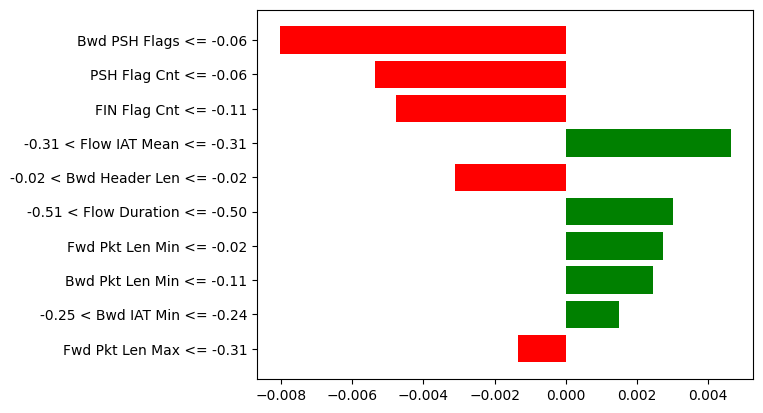 Bwd PSH Flags <= -0.06
PSH Flag Cnt <= -0.06
FIN Flag Cnt <= -0.11
-0.31 < Flow IAT Mean <= -0.31
-0.02 < Bwd Header Len <= -0.02
-0.51 < Flow Duration <= -0.50
Fwd Pkt Len Min <= -0.02
Bwd Pkt Len Min <= -0.11
-0.25 < Bwd IAT Min <= -0.24
Fwd Pkt Len Max <= -0.31
−0.008 −0.006 −0.004 −0.002 0.000 0.002 0.004